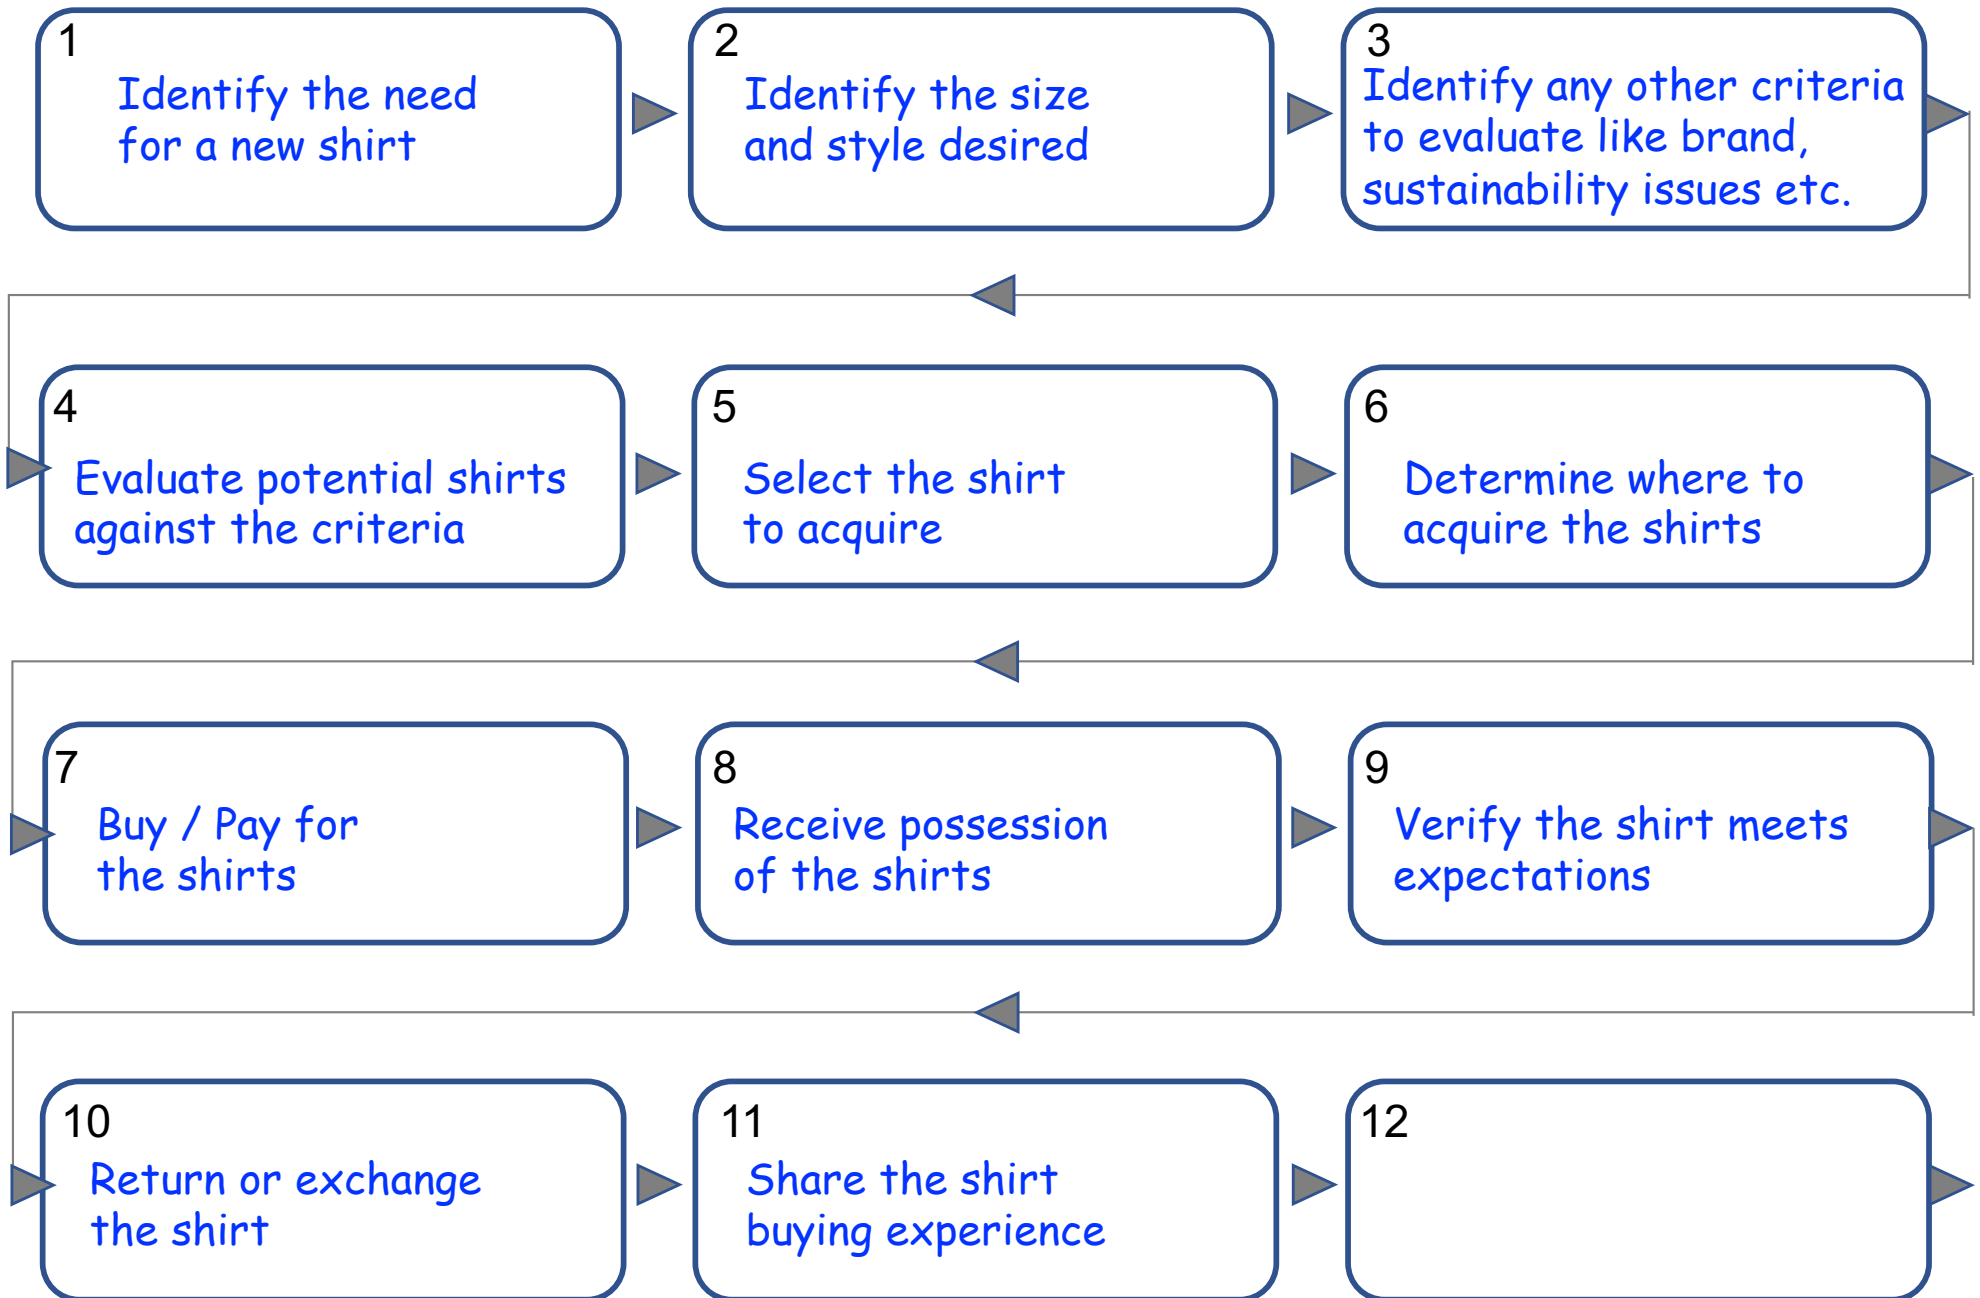 1
Identify the need
for a new shirt
2
Identify the size
and style desired
3
Identify any other criteria
to evaluate like brand,
sustainability issues etc.
4
Evaluate potential shirts
against the criteria
5
Select the shirt
to acquire
6
Determine where to
acquire the shirts
7
Buy / Pay for
the shirts
8
Receive possession
of the shirts
9
Verify the shirt meets
expectations
10
Return or exchange
the shirt
11
Share the shirt
buying experience
12